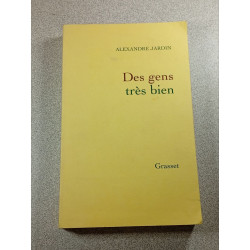 ALEXANDRE JARDIN
Des gens
très bien
Grasset